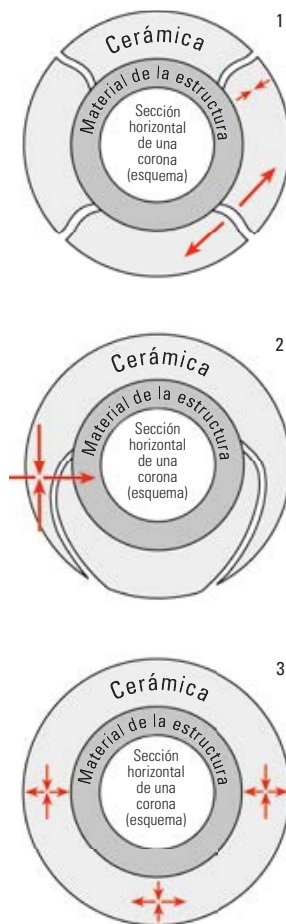 1
Cerámica
Material de la estructura
Sección
horizontal
de una
corona
(esquema)
2
Cerámica
Material de la estructura
Sección
horizontal
de una
corona
(esquema)
3
Cerámica
Material de la estructura
Sección
horizontal
de una
corona
(esquema)